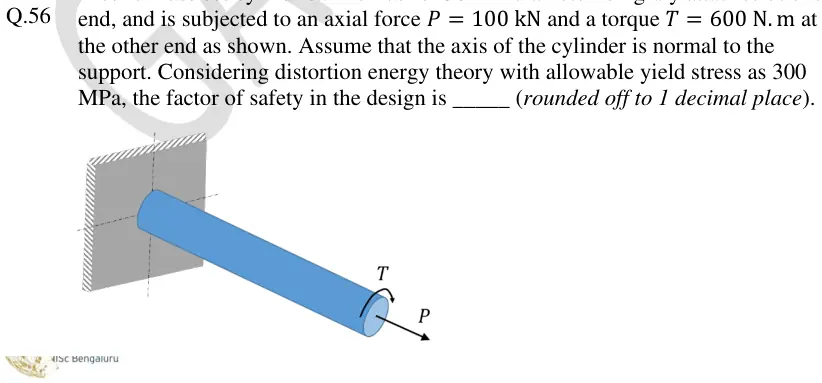 Q.56
end, and is subjected to an axial force P = 100 kN and a torque T = 600 N. m at
the other end as shown. Assume that the axis of the cylinder is normal to the
support. Considering distortion energy theory with allowable yield stress as 300
MPa, the factor of safety in the design is _____ (rounded off to 1 decimal place).
T
P
IISc Bengaluru